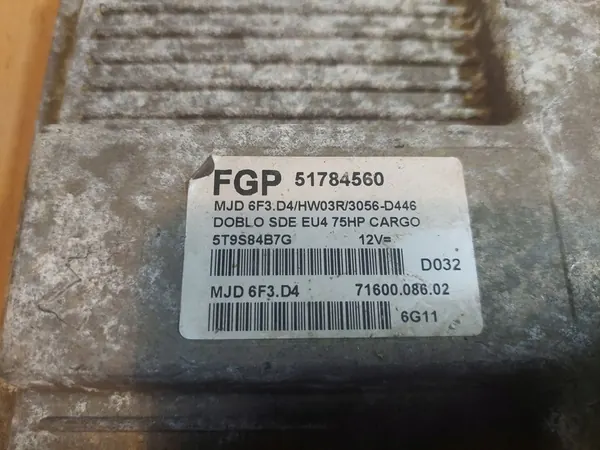 FGP 51784560
MJD 6F3.D4/HW03R/3056-D446
DOBLO SDE EU4 75HP CARGO
5T9S84B7G 12V=
D032
MJD 6F3.D4 71600.086.02
6G11